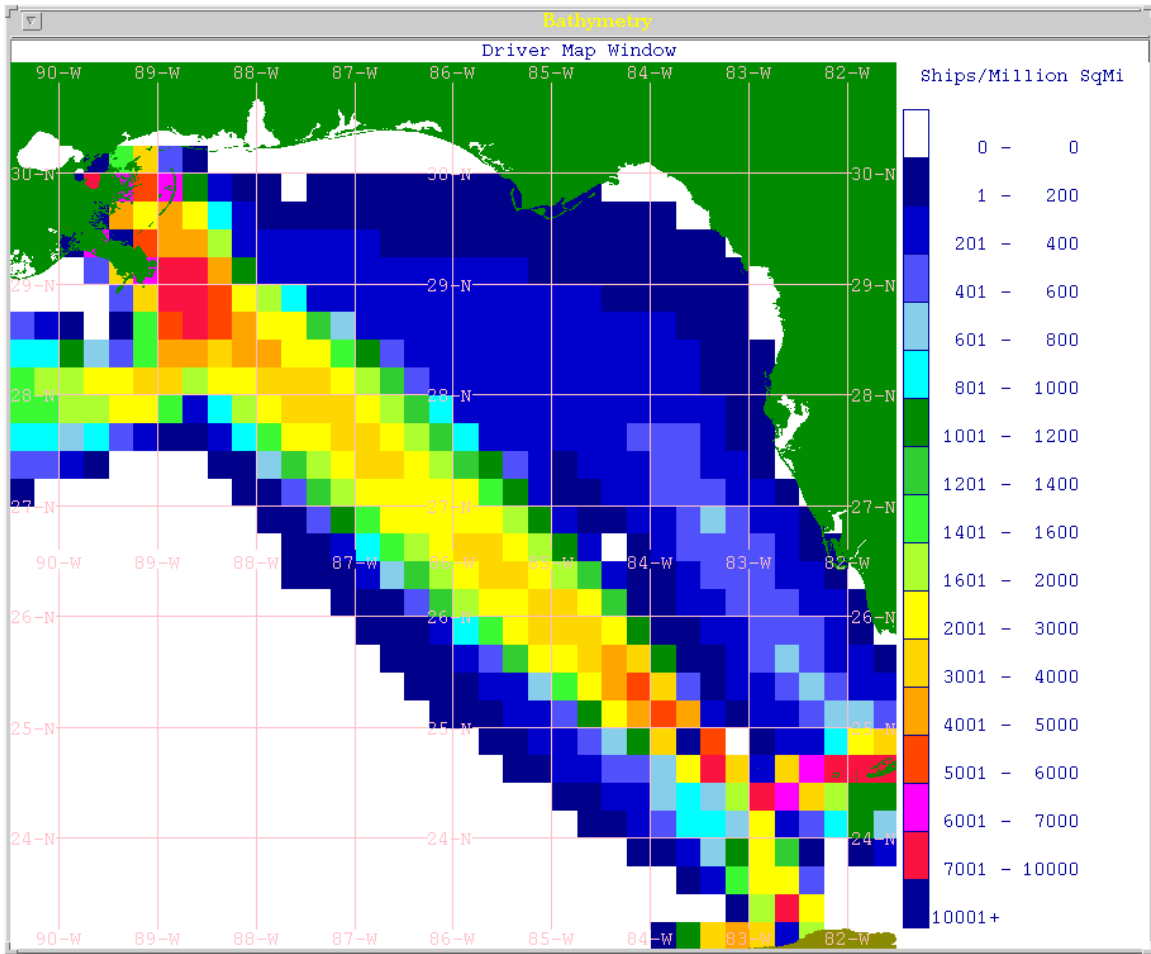 Bathymetry
Driver Map Window
90-W 89-W 88-W 87-W 86-W 85-W 84-W 83-W 82-W
Ships/Million SqMi
0 - 0
30-N 30-N 30-N
1 - 200
201 - 400
29-N 29-N 29-N
401 - 600
601 - 800
28-N 28-N 28-N
801 - 1000
1001 - 1200
1201 - 1400
27-N 27-N 27-N
1401 - 1600
90-W 89-W 88-W 87-W 86-W 85-W 84-W 83-W 82-W
1601 - 2000
26-N 26-N 26-N
2001 - 3000
3001 - 4000
25-N 25-N 25-N
4001 - 5000
5001 - 6000
6001 - 7000
24-N 24-N 24-N
7001 - 10000
10001+
90-W 89-W 88-W 87-W 86-W 85-W 84-W 83-W 82-W